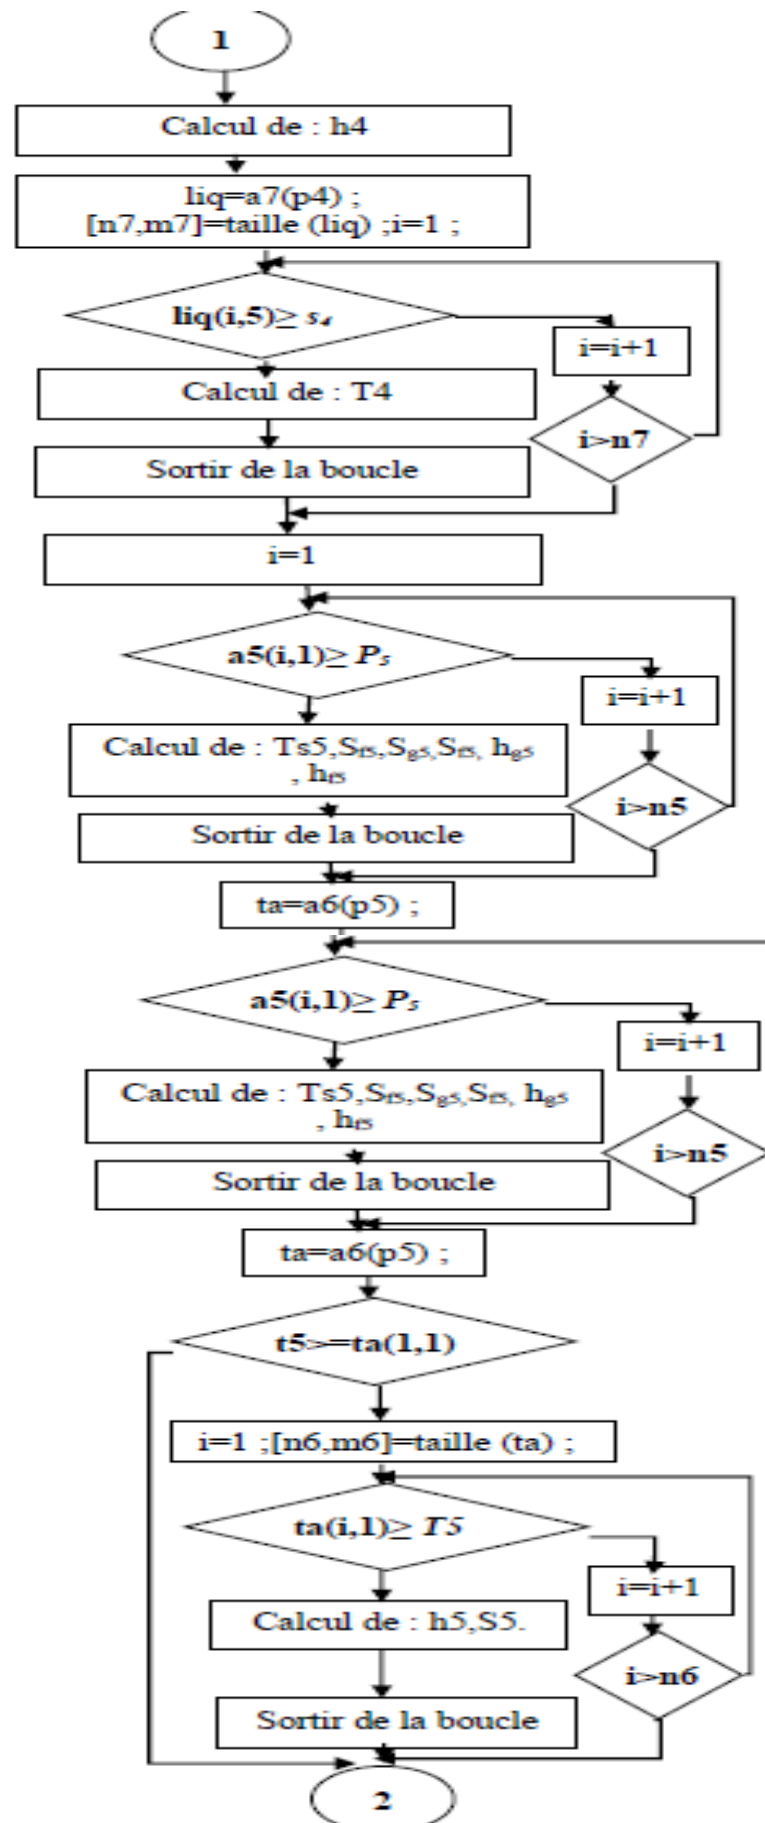 1
Calcul de : h4
liq=a7(p4) ;
[n7,m7]=taille (liq) ;i=1 ;
liq(i,5)≥ s₄
i=i+1
Calcul de : T4
i>n7
Sortir de la boucle
i=1
a5(i,1)≥ P₅
i=i+1
Calcul de : Ts5,Sf5,Sg5,Sf5, hg5
, hf5
i>n5
Sortir de la boucle
ta=a6(p5) ;
a5(i,1)≥ P₅
i=i+1
Calcul de : Ts5,Sf5,Sg5,Sf5, hg5
, hf5
i>n5
Sortir de la boucle
ta=a6(p5) ;
t5>=ta(1,1)
i=1 ;[n6,m6]=taille (ta) ;
ta(i,1)≥ T5
i=i+1
Calcul de : h5,S5.
i>n6
Sortir de la boucle
2